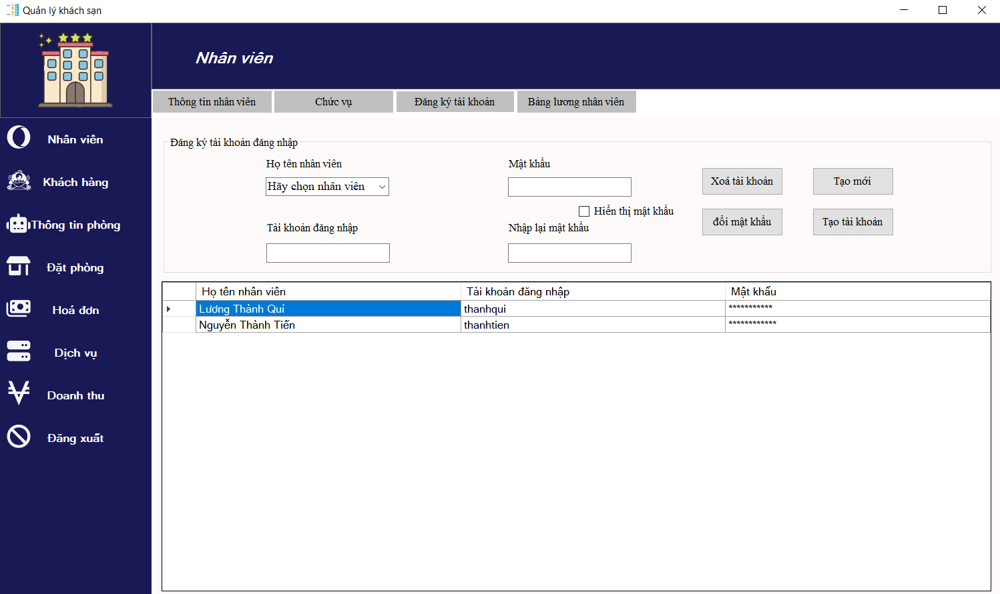 Quản lý khách sạn
Nhân viên
Thông tin nhân viên
Chức vụ
Đăng ký tài khoản
Bảng lương nhân viên
Nhân viên
Khách hàng
Thông tin phòng
Đặt phòng
Hoá đơn
Dịch vụ
Doanh thu
Đăng xuất
Đăng ký tài khoản đăng nhập
Họ tên nhân viên
Mật khẩu
Hãy chọn nhân viên
Xoá tài khoản
Tạo mới
Hiển thị mật khẩu
Tài khoản đăng nhập
Nhập lại mật khẩu
đổi mật khẩu
Tạo tài khoản
Họ tên nhân viên Tài khoản đăng nhập Mật khẩu
Lương Thành Quí thanhqui ***********
Nguyễn Thành Tiến thanhtien ************